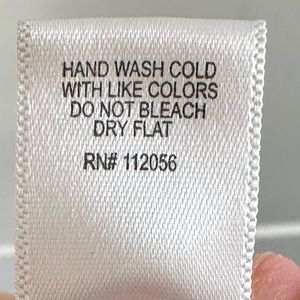 HAND WASH COLD
WITH LIKE COLORS
DO NOT BLEACH
DRY FLAT
RN# 112056